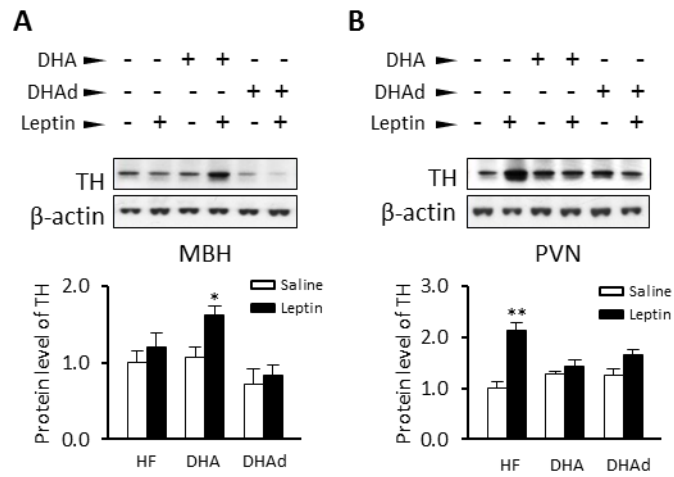 A
DHA - - + + - -
DHAd - - - - + +
Leptin - + - + - +
TH
β-actin
MBH
Protein level of TH
2.0
1.0
0.0
*
Saline
Leptin
HF DHA DHAd
B
DHA - - + + - -
DHAd - - - - + +
Leptin - + - + - +
TH
β-actin
PVN
Protein level of TH
3.0
2.0
1.0
0.0
**
Saline
Leptin
HF DHA DHAd